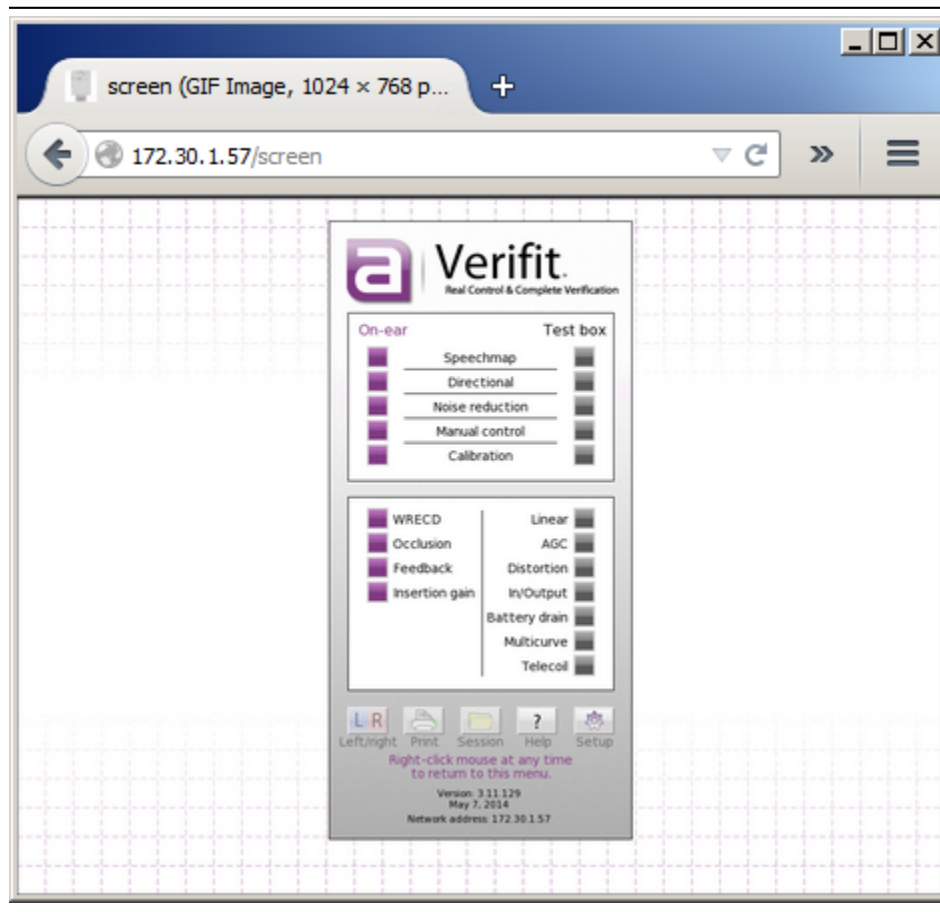 screen (GIF Image, 1024 × 768 p...
172.30.1.57/screen
a Verifit.
Real Control & Complete Verification
On-ear Test box
Speechmap
Directional
Noise reduction
Manual control
Calibration
WRECD Linear
Occlusion AGC
Feedback Distortion
Insertion gain In/Output
Battery drain
Multicurve
Telecoil
L R ?
Left/right Print Session Help Setup
Right-click mouse at any time
to return to this menu.
Version: 3.11.129
May 7, 2014
Network address: 172.30.1.57